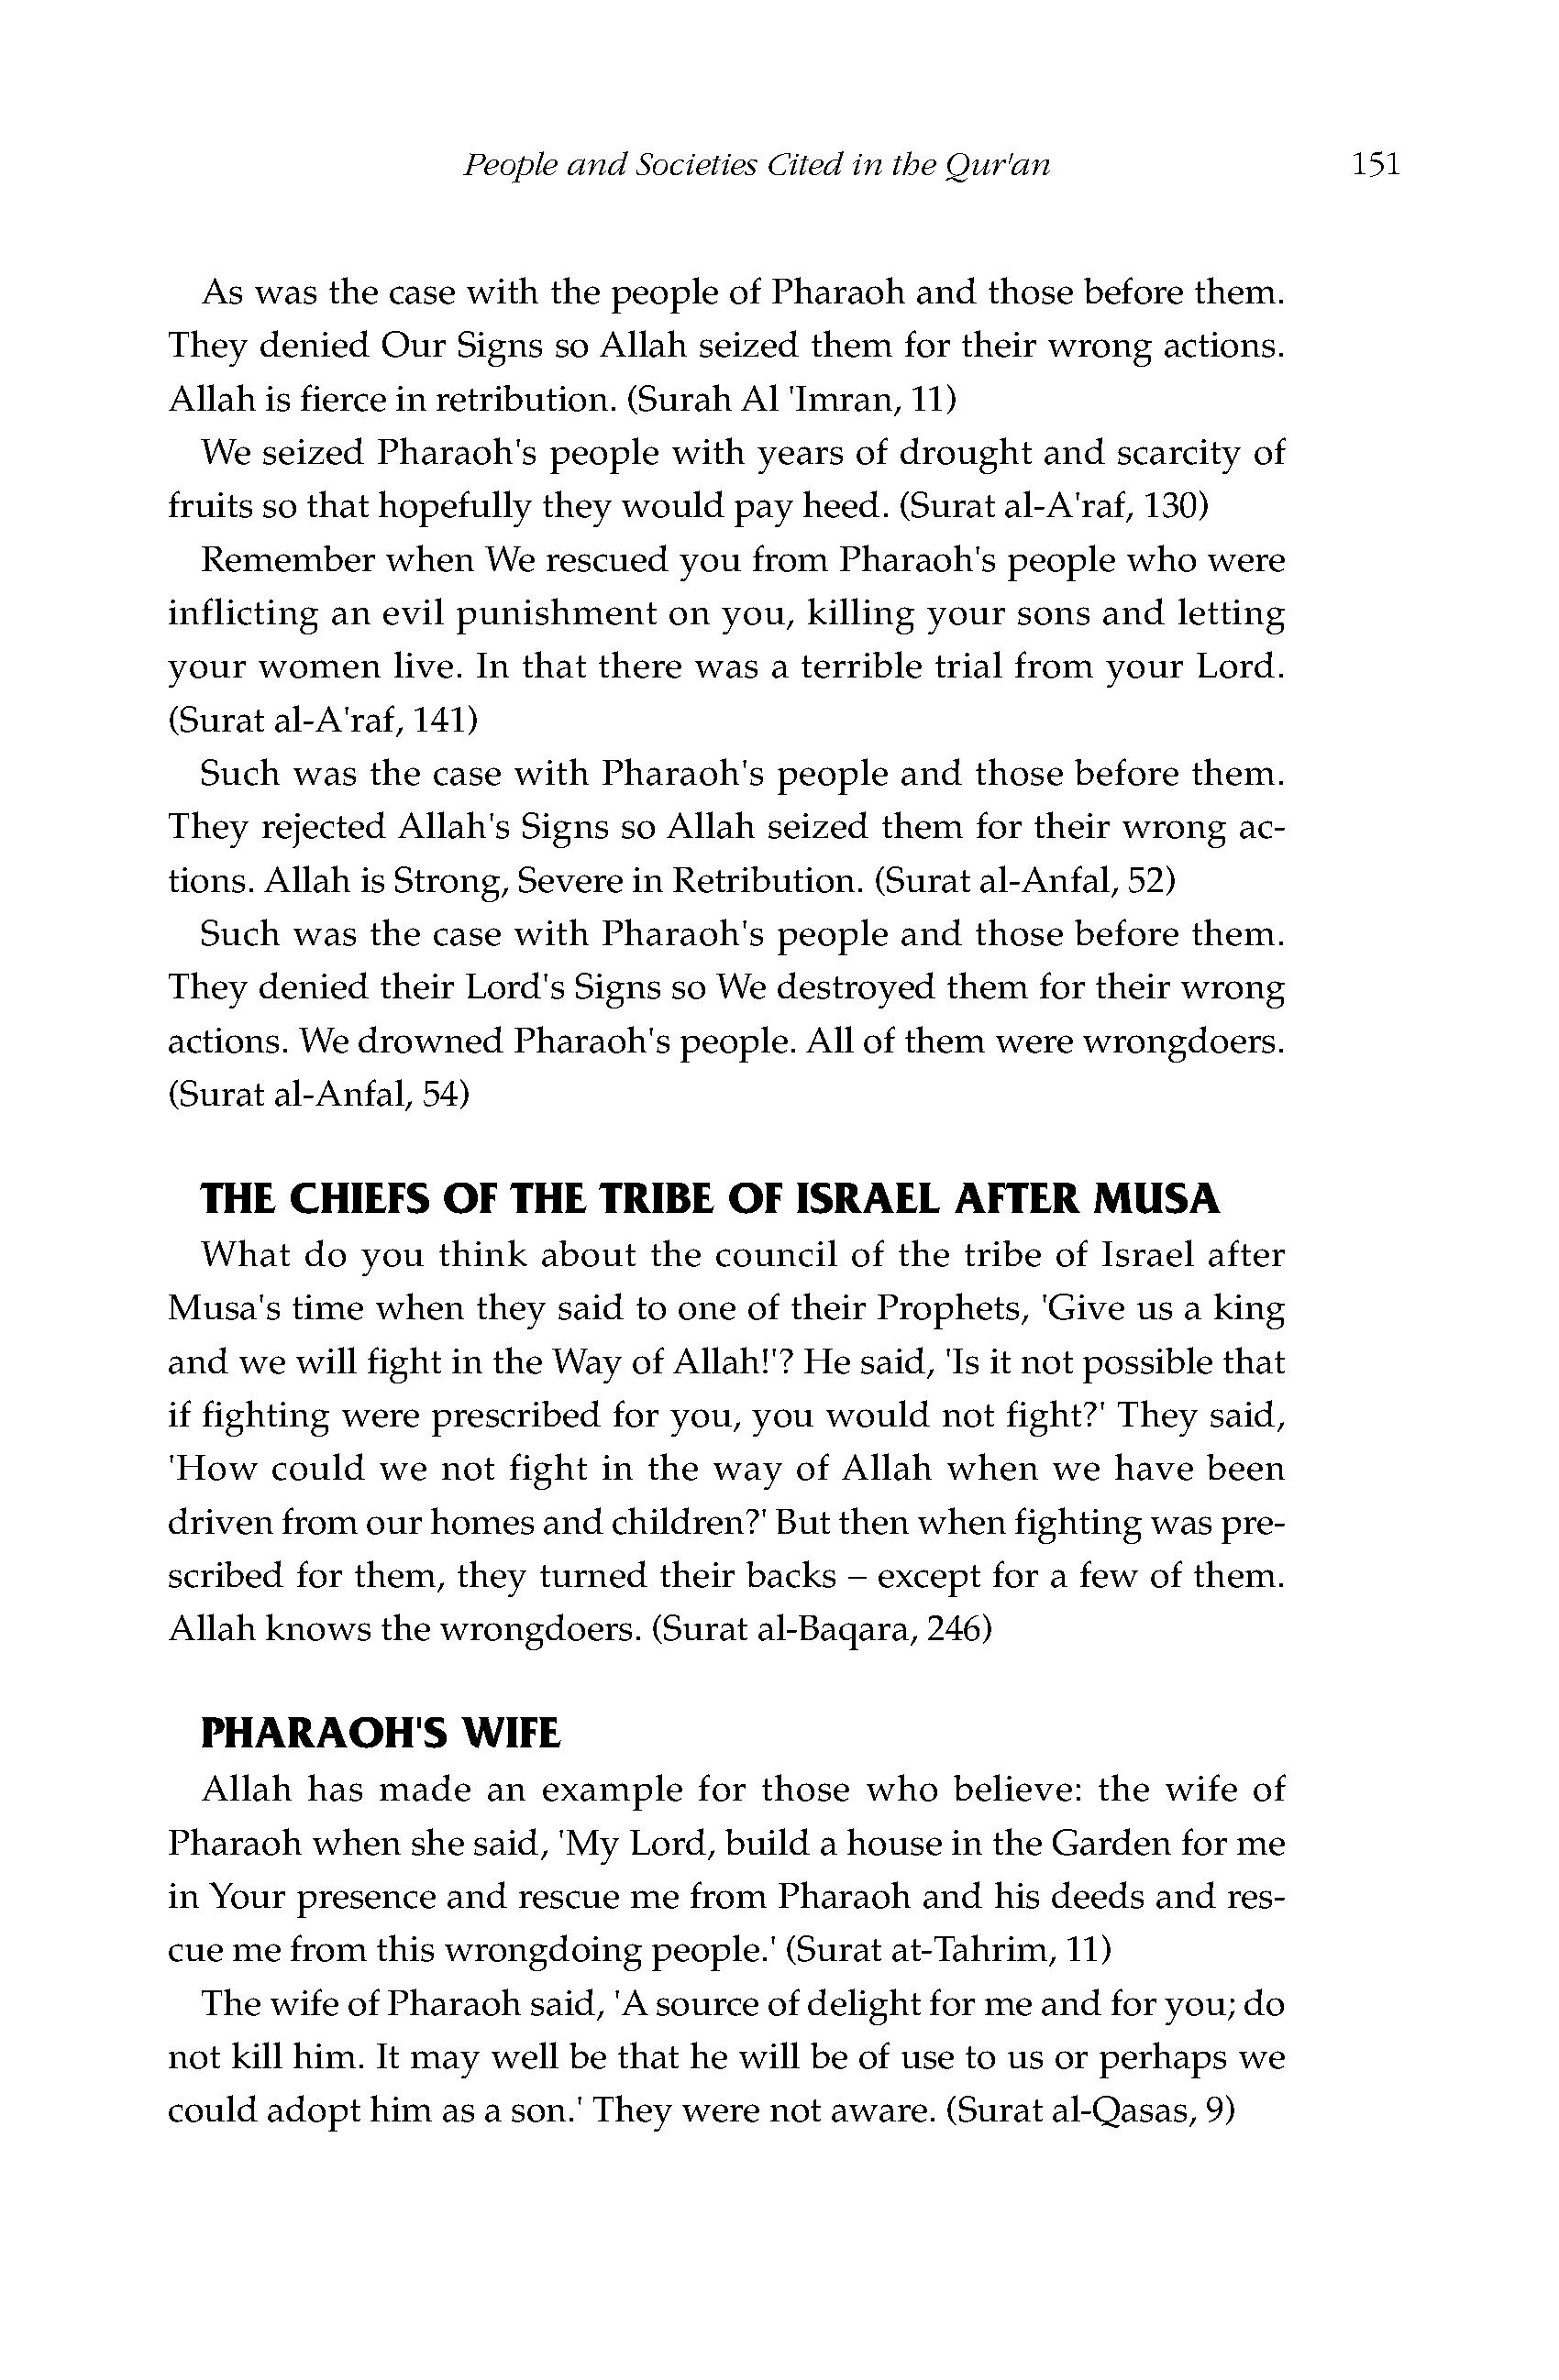 People and Societies Cited in the Qur'an 151
As was the case with the people of Pharaoh and those before them.
They denied Our Signs so Allah seized them for their wrong actions.
Allah is fierce in retribution. (Surah Al 'Imran, 11)
We seized Pharaoh's people with years of drought and scarcity of
fruits so that hopefully they would pay heed. (Surat al-A'raf, 130)
Remember when We rescued you from Pharaoh's people who were
inflicting an evil punishment on you, killing your sons and letting
your women live. In that there was a terrible trial from your Lord.
(Surat al-A'raf, 141)
Such was the case with Pharaoh's people and those before them.
They rejected Allah's Signs so Allah seized them for their wrong ac-
tions. Allah is Strong, Severe in Retribution. (Surat al-Anfal, 52)
Such was the case with Pharaoh's people and those before them.
They denied their Lord's Signs so We destroyed them for their wrong
actions. We drowned Pharaoh's people. All of them were wrongdoers.
(Surat al-Anfal, 54)
THE CHIEFS OF THE TRIBE OF ISRAEL AFTER MUSA
What do you think about the council of the tribe of Israel after
Musa's time when they said to one of their Prophets, 'Give us a king
and we will fight in the Way of Allah!'? He said, 'Is it not possible that
if fighting were prescribed for you, you would not fight?' They said,
'How could we not fight in the way of Allah when we have been
driven from our homes and children?' But then when fighting was pre-
scribed for them, they turned their backs – except for a few of them.
Allah knows the wrongdoers. (Surat al-Baqara, 246)
PHARAOH'S WIFE
Allah has made an example for those who believe: the wife of
Pharaoh when she said, 'My Lord, build a house in the Garden for me
in Your presence and rescue me from Pharaoh and his deeds and res-
cue me from this wrongdoing people.' (Surat at-Tahrim, 11)
The wife of Pharaoh said, 'A source of delight for me and for you; do
not kill him. It may well be that he will be of use to us or perhaps we
could adopt him as a son.' They were not aware. (Surat al-Qasas, 9)